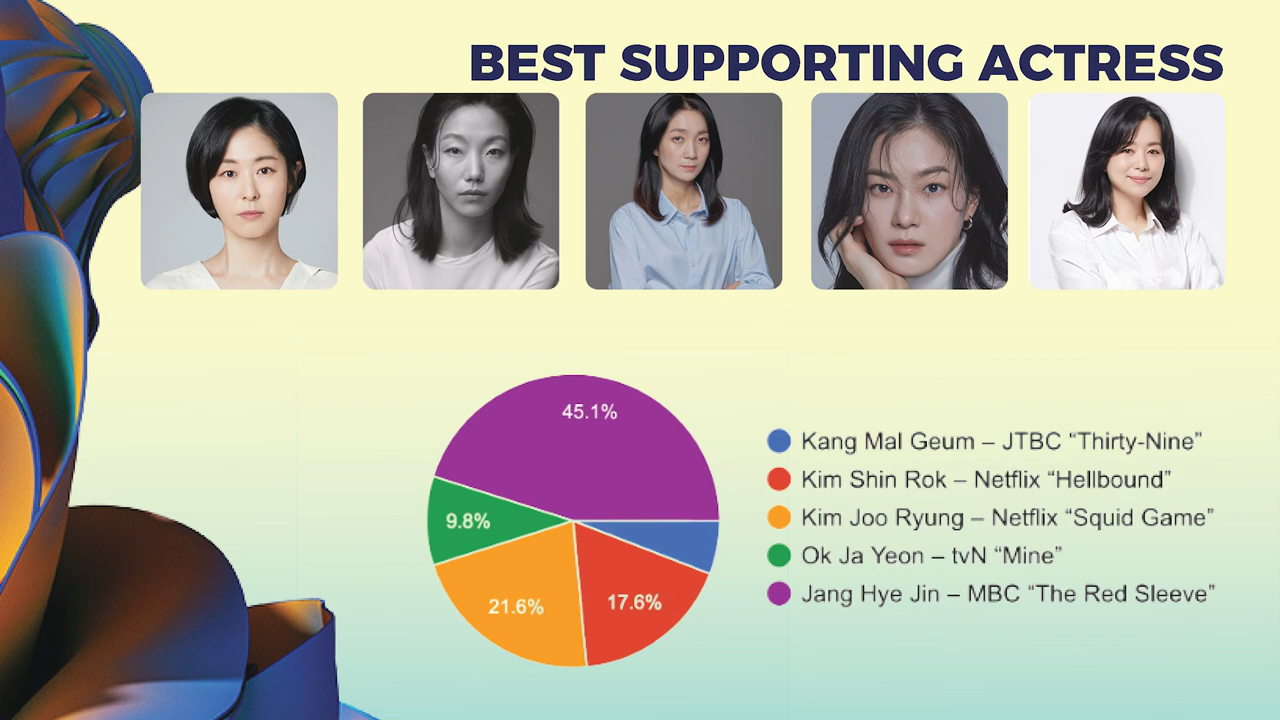 BEST SUPPORTING ACTRESS
45.1%
9.8%
21.6%
17.6%
Kang Mal Geum – JTBC “Thirty-Nine”
Kim Shin Rok – Netflix “Hellbound”
Kim Joo Ryung – Netflix “Squid Game”
Ok Ja Yeon – tvN “Mine”
Jang Hye Jin – MBC “The Red Sleeve”